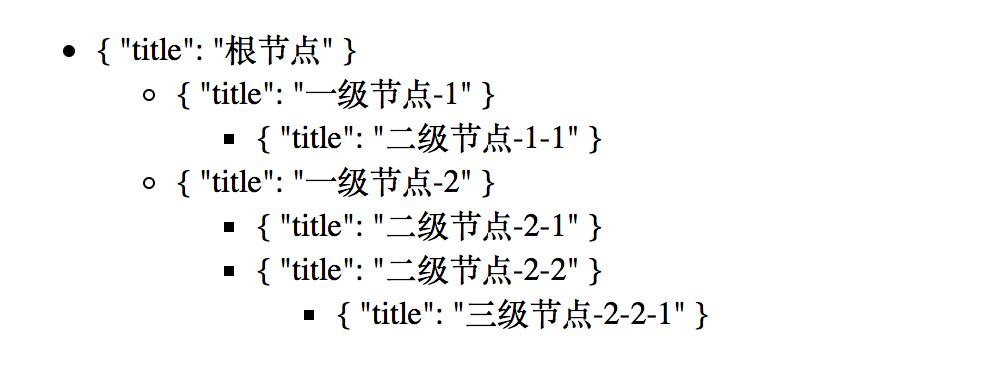 { "title": "根节点" }
{ "title": "一级节点-1" }
{ "title": "二级节点-1-1" }
{ "title": "一级节点-2" }
{ "title": "二级节点-2-1" }
{ "title": "二级节点-2-2" }
{ "title": "三级节点-2-2-1" }